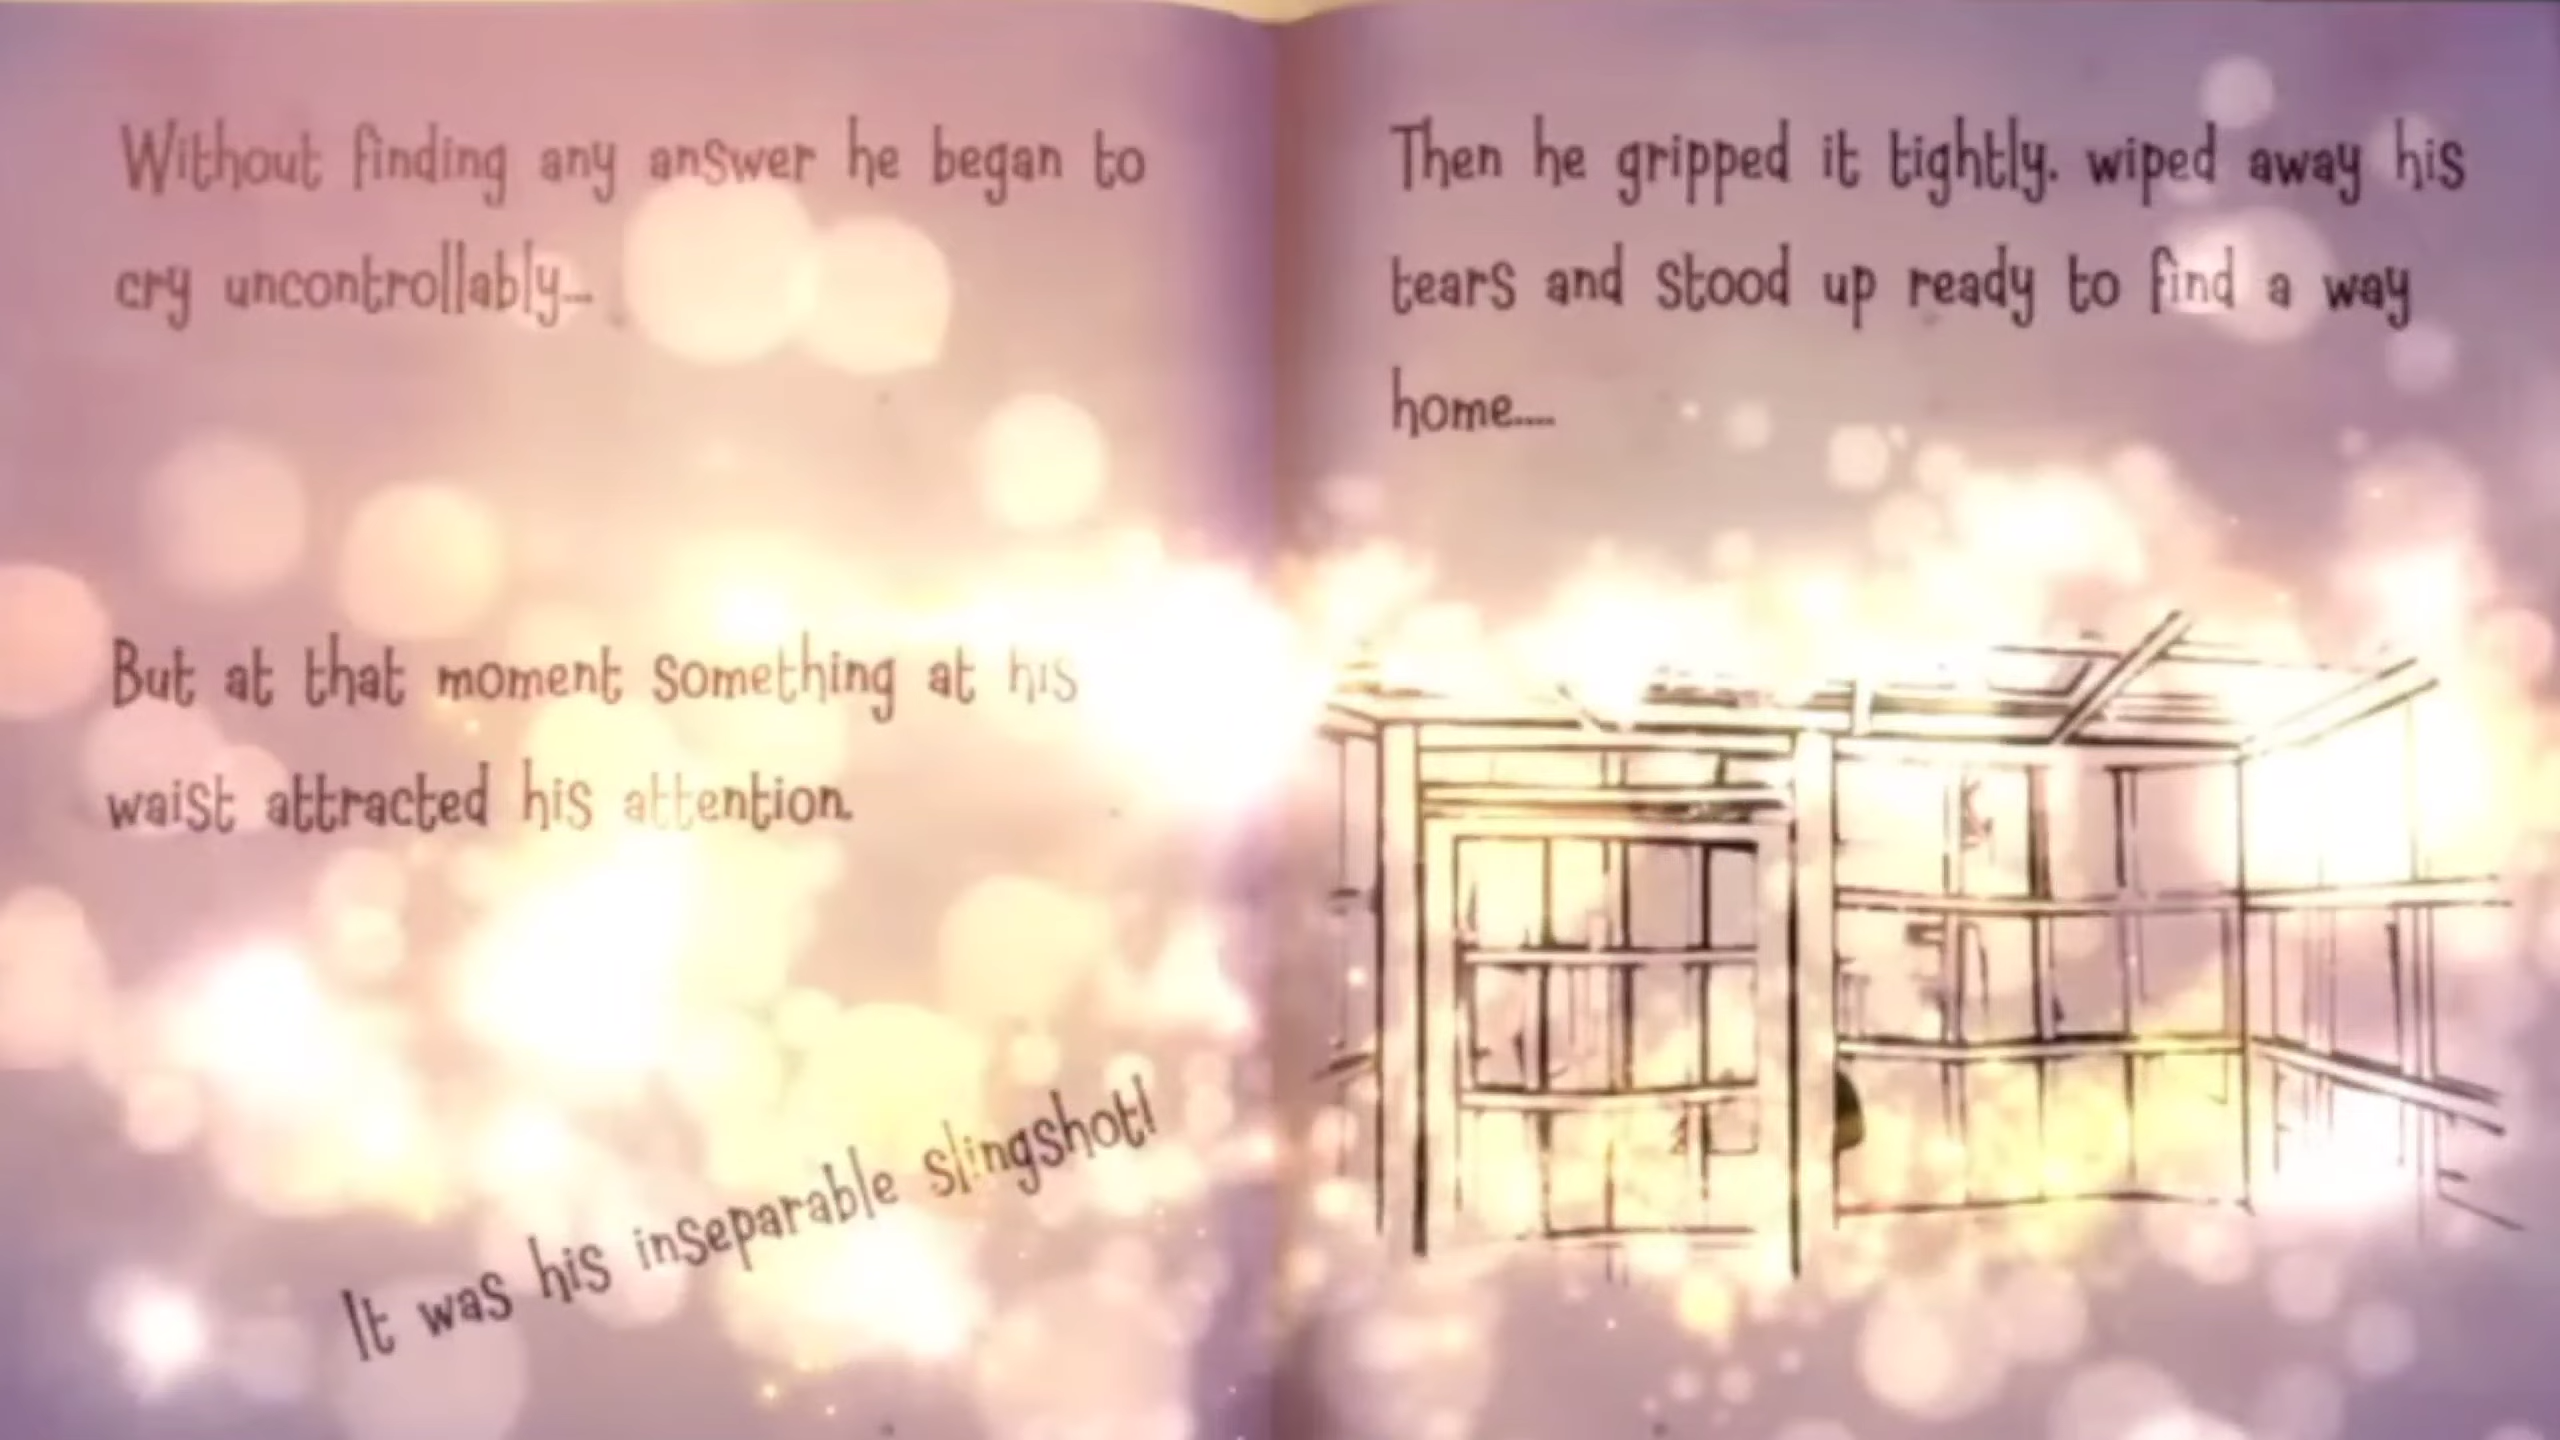 Without finding any answer he began to
cry uncontrollably...
But at that moment something at his
waist attracted his attention.
It was his inseparable slingshot!
Then he gripped it tightly. wiped away his
tears and stood up ready to find a way
home....